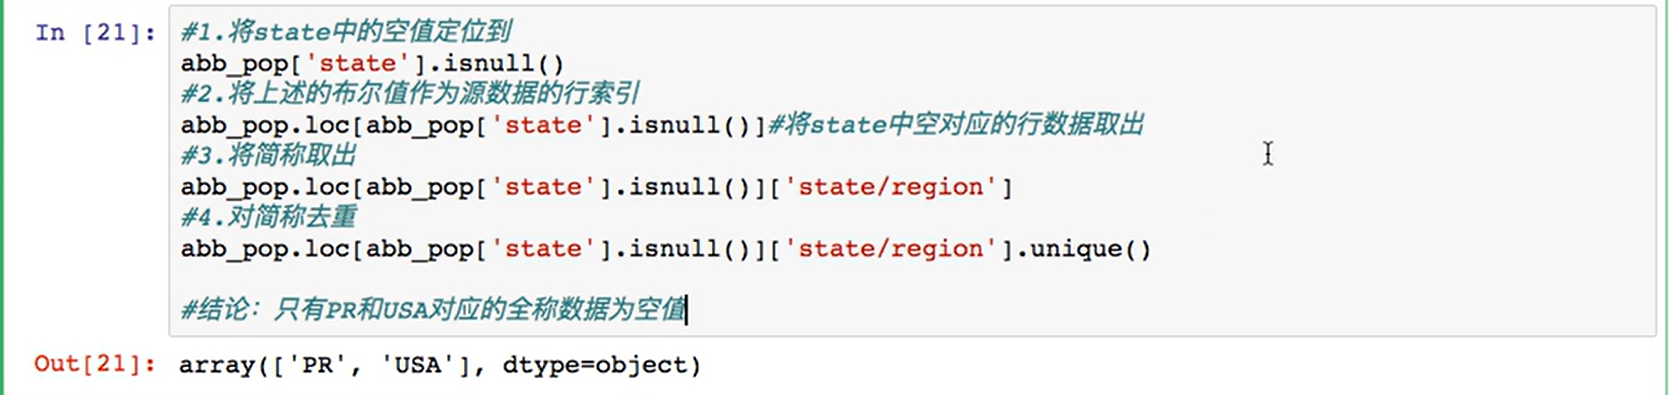 In [21]: #1.将state中的空值定位到
abb_pop['state'].isnull()
#2.将上述的布尔值作为源数据的行索引
abb_pop.loc[abb_pop['state'].isnull()]#将state中空对应的行数据取出
#3.将简称取出
abb_pop.loc[abb_pop['state'].isnull()]['state/region']
#4.对简称去重
abb_pop.loc[abb_pop['state'].isnull()]['state/region'].unique()
#结论：只有PR和USA对应的全称数据为空值
Out[21]: array(['PR', 'USA'], dtype=object)